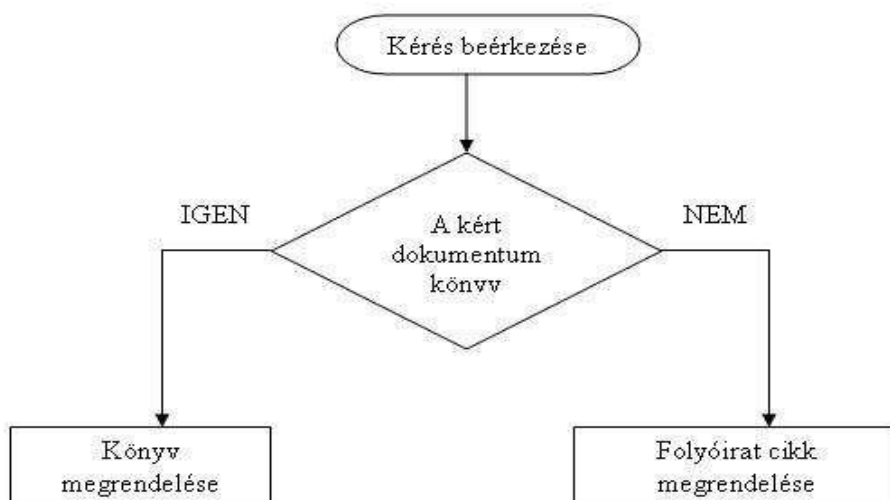 Kérés beérkezése
IGEN
NEM
A kért
dokumentum
könyv
Könyv
megrendelése
Folyóirat cikk
megrendelése